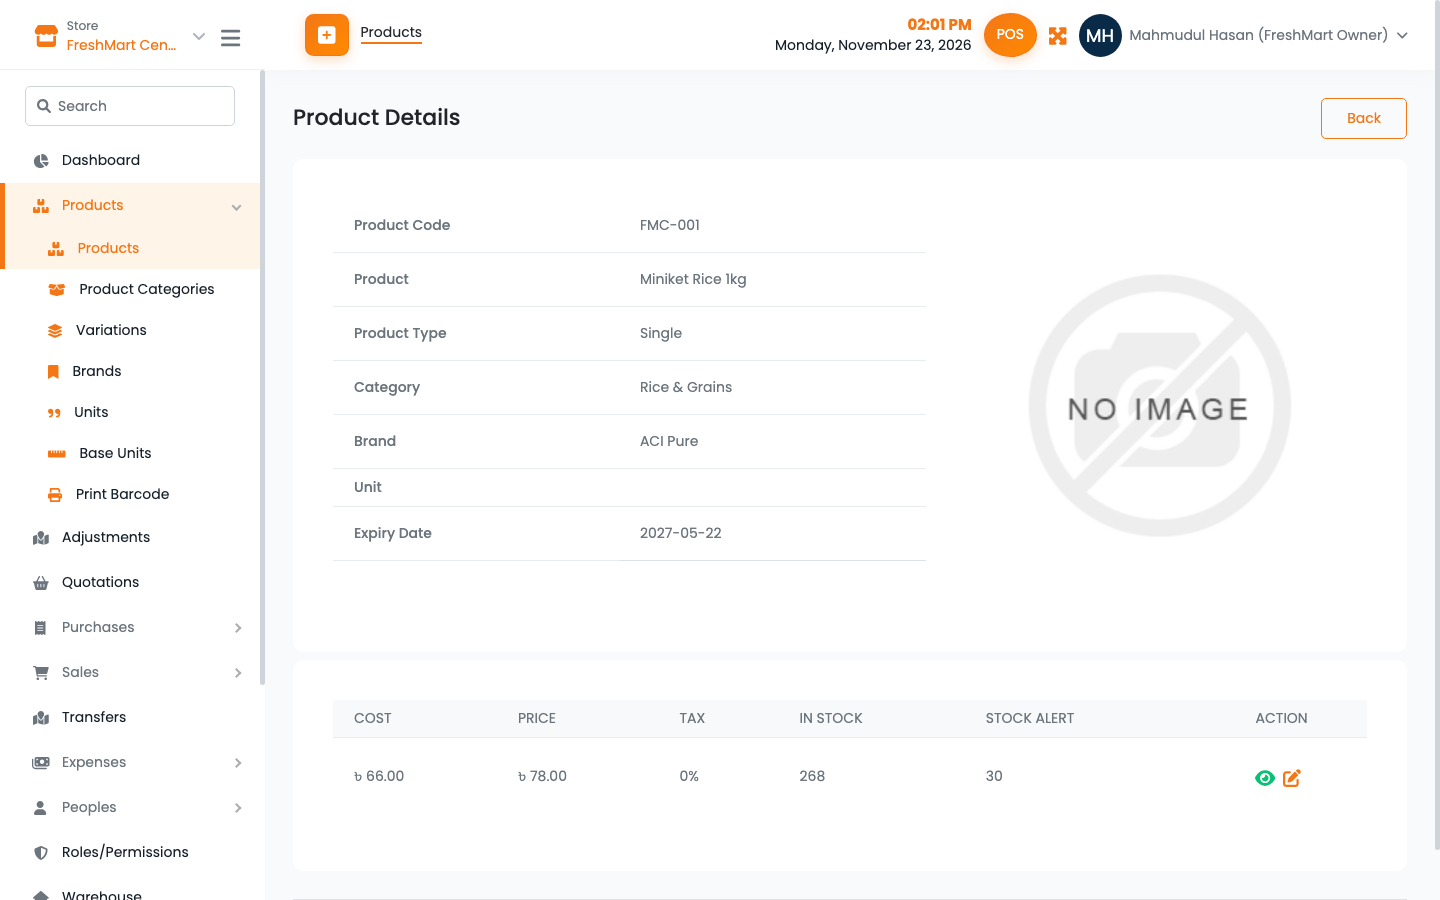 Store
FreshMart Cen...
Products
02:01 PM
Monday, November 23, 2026
POS
MH
Mahmudul Hasan (FreshMart Owner)
Search
Dashboard
Products
Products
Product Categories
Variations
Brands
Units
Base Units
Print Barcode
Adjustments
Quotations
Purchases
Sales
Transfers
Expenses
Peoples
Roles/Permissions
Warehouse
Product Details
Back
Product Code FMC-001
Product Miniket Rice 1kg
Product Type Single
Category Rice & Grains
Brand ACI Pure
Unit
Expiry Date 2027-05-22
NO IMAGE
COST PRICE TAX IN STOCK STOCK ALERT ACTION
৳ 66.00 ৳ 78.00 0% 268 30